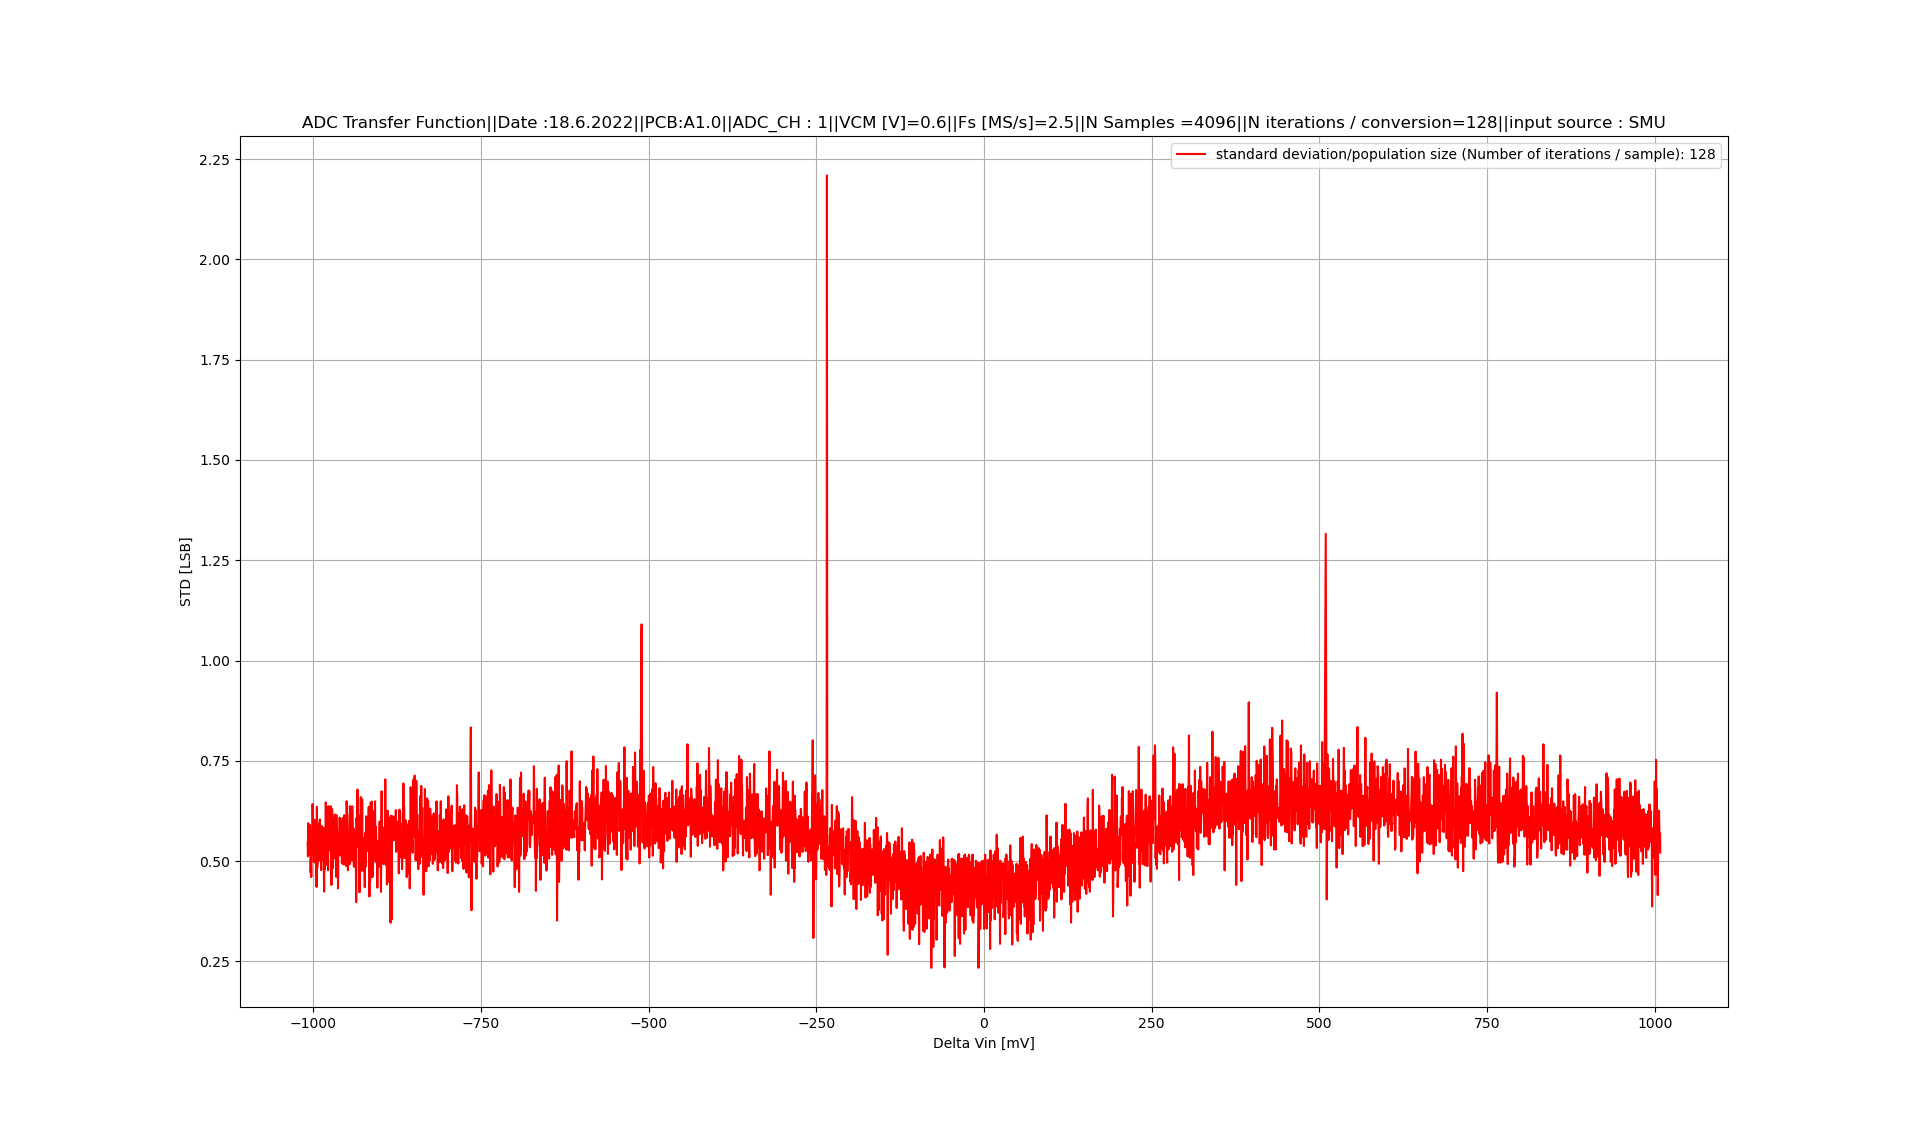 ADC Transfer Function||Date :18.6.2022||PCB:A1.0||ADC_CH : 1||VCM [V]=0.6||Fs [MS/s]=2.5||N Samples =4096||N iterations / conversion=128||input source : SMU
standard deviation/population size (Number of iterations / sample): 128
2.25
2.00
1.75
1.50
1.25
1.00
0.75
0.50
0.25
STD [LSB]
−1000 −750 −500 −250 0 250 500 750 1000
Delta Vin [mV]